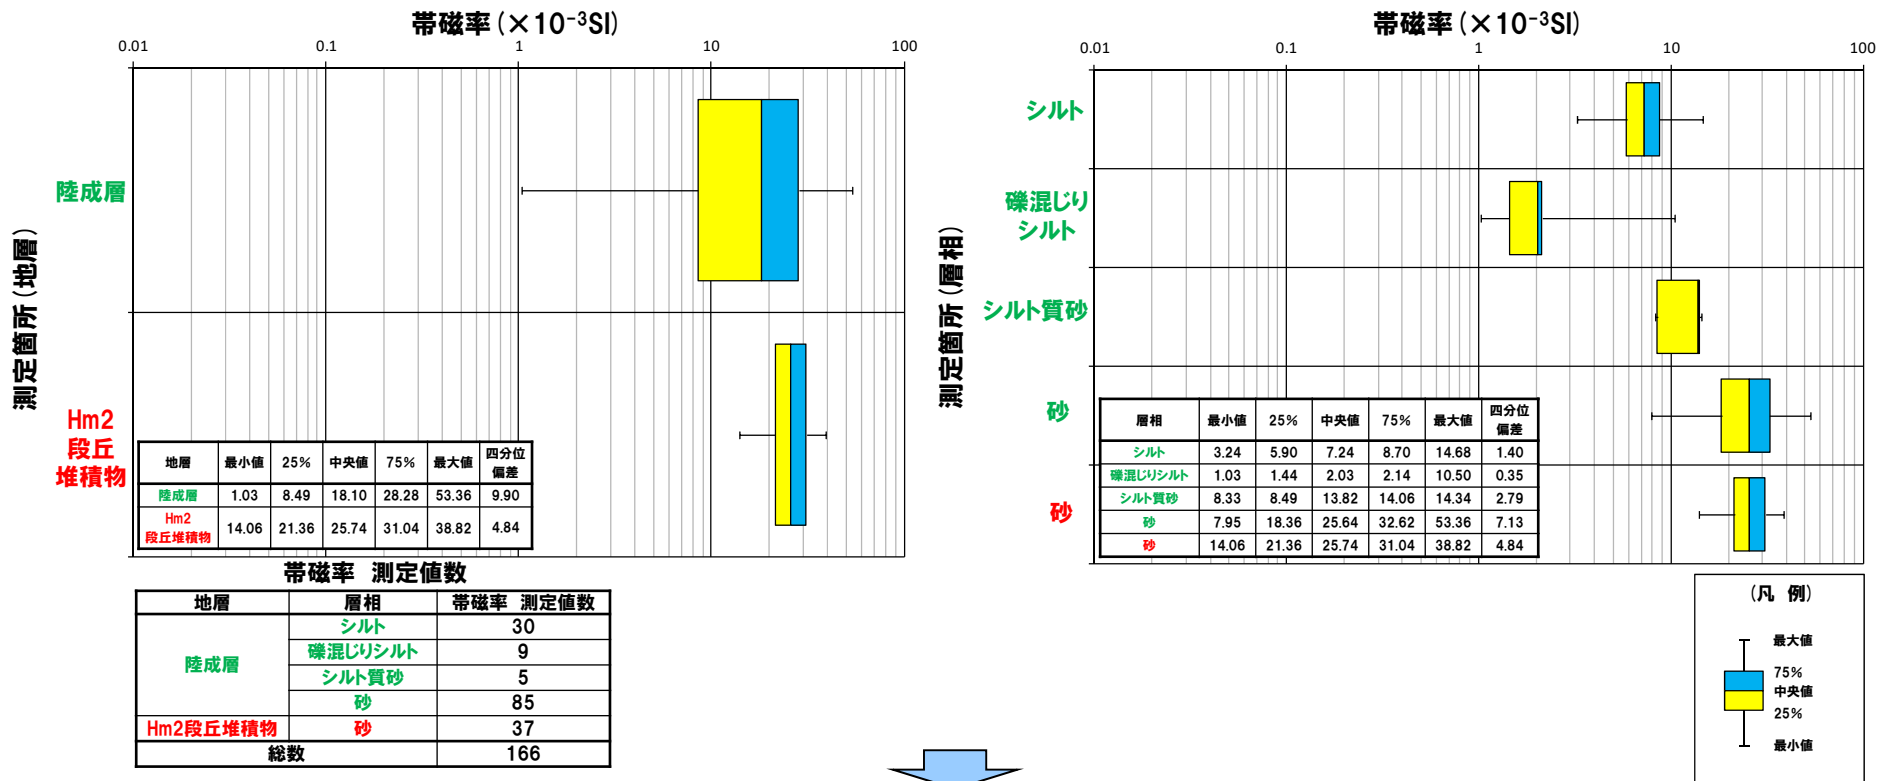 帯磁率(×10⁻³SI)
0.01 0.1 1 10 100
測定箇所(地層)
陸成層
Hm2
段丘
堆積物
地層 最小値 25% 中央値 75% 最大値 四分位偏差
陸成層 1.03 8.49 18.10 28.28 53.36 9.90
Hm2
段丘堆積物 14.06 21.36 25.74 31.04 38.82 4.84
帯磁率 測定値数
地層 層相 帯磁率 測定値数
陸成層 シルト 30
礫混じりシルト 9
シルト質砂 5
砂 85
Hm2段丘堆積物 砂 37
総数 166
帯磁率(×10⁻³SI)
0.01 0.1 1 10 100
測定箇所(層相)
シルト
礫混じり
シルト
シルト質砂
砂
砂
層相 最小値 25% 中央値 75% 最大値 四分位偏差
シルト 3.24 5.90 7.24 8.70 14.68 1.40
礫混じりシルト 1.03 1.44 2.03 2.14 10.50 0.35
シルト質砂 8.33 8.49 13.82 14.06 14.34 2.79
砂 7.95 18.36 25.64 32.62 53.36 7.13
砂 14.06 21.36 25.74 31.04 38.82 4.84
(凡 例)
最大値
75%
中央値
25%
最小値